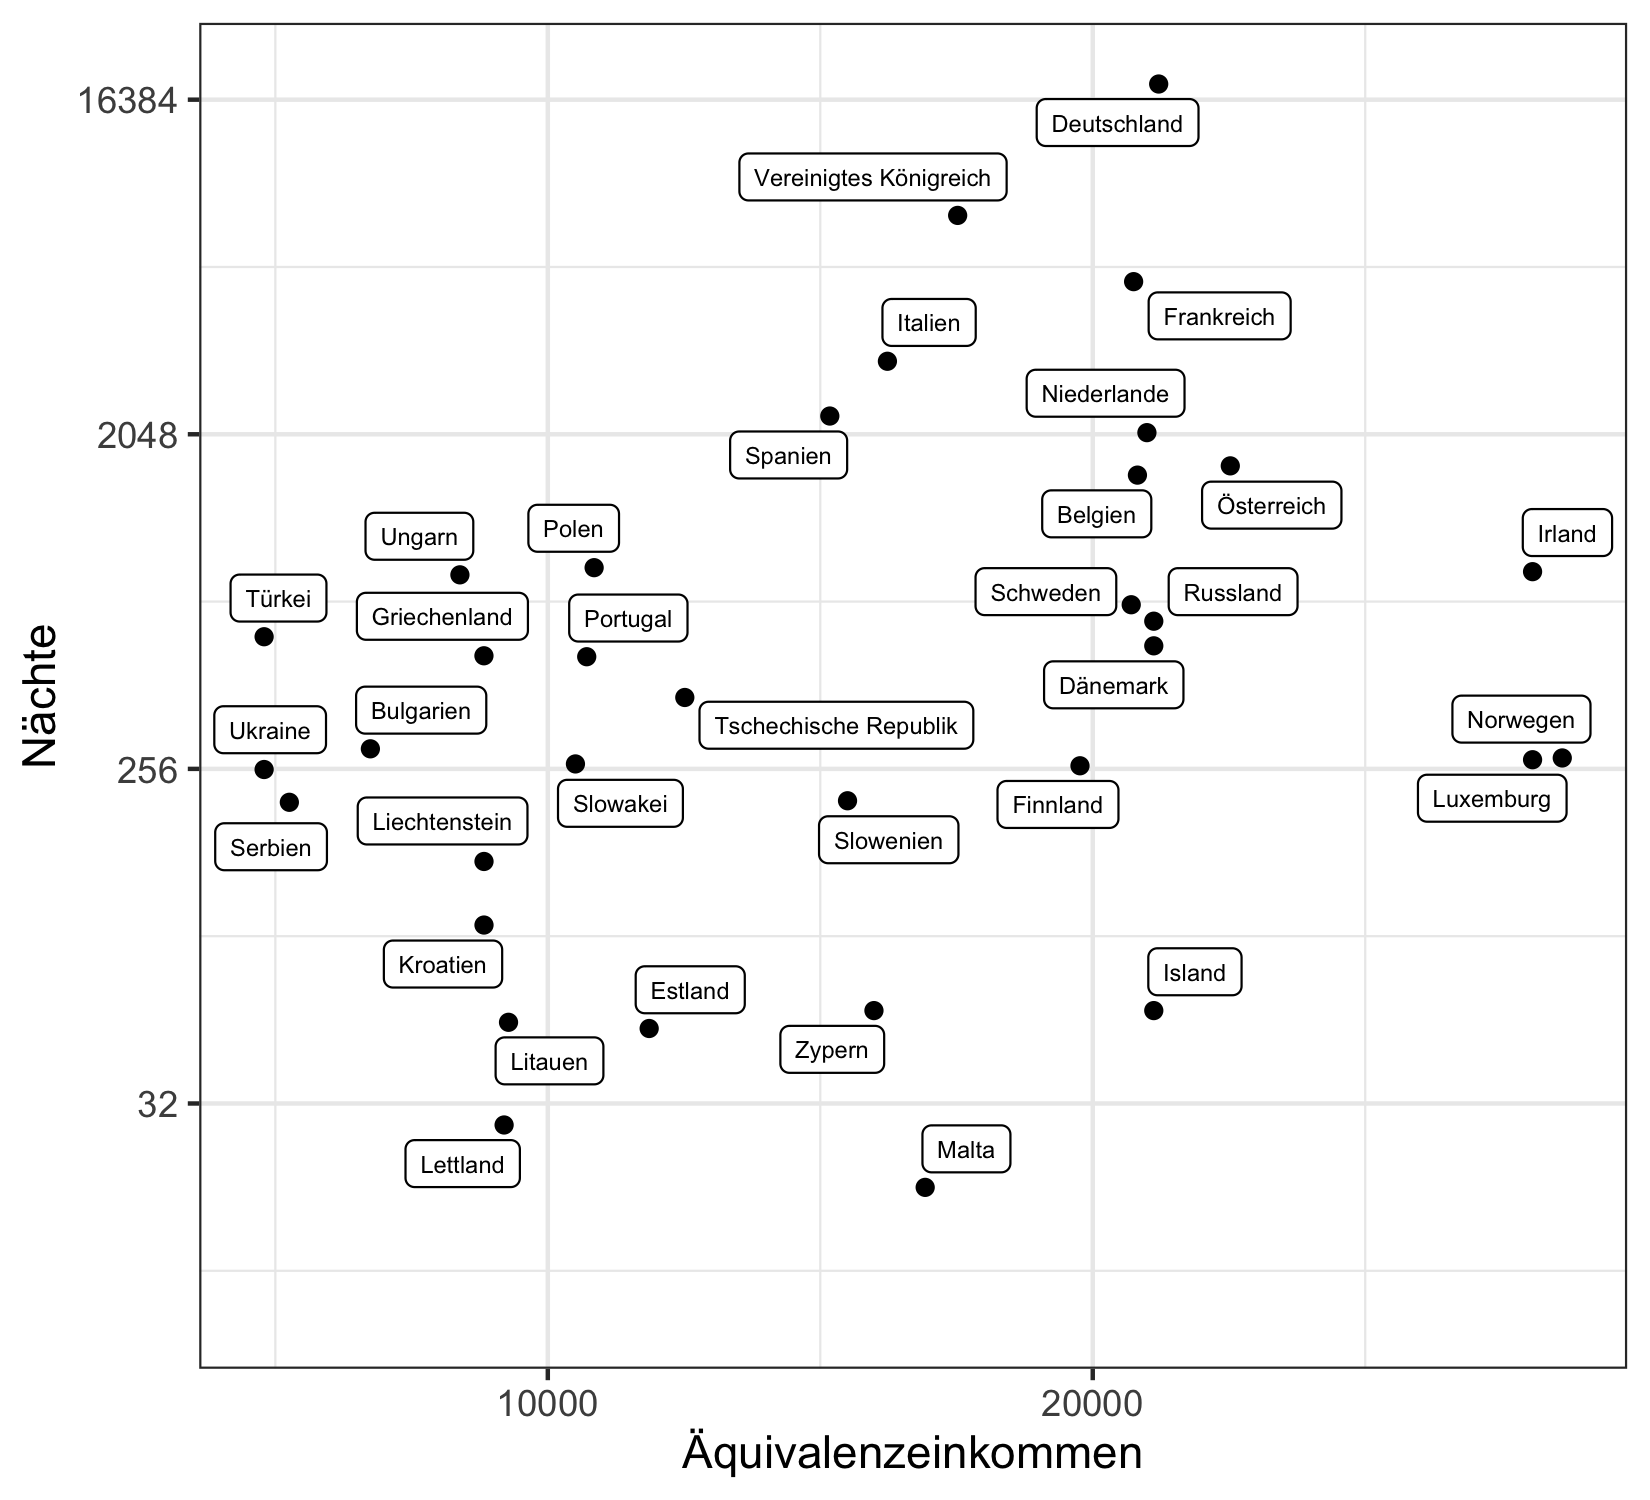 16384
Deutschland
Vereinigtes Königreich
Frankreich
Italien
Niederlande
2048
Spanien
Österreich
Belgien
Polen
Irland
Ungarn
Schweden
Russland
Türkei
Griechenland
Portugal
Dänemark
Bulgarien
Norwegen
Tschechische Republik
Ukraine
256
Luxemburg
Slowakei
Finnland
Liechtenstein
Slowenien
Serbien
Kroatien
Island
Estland
Zypern
Litauen
32
Malta
Lettland
Nächte
10000
20000
Äquivalenzeinkommen